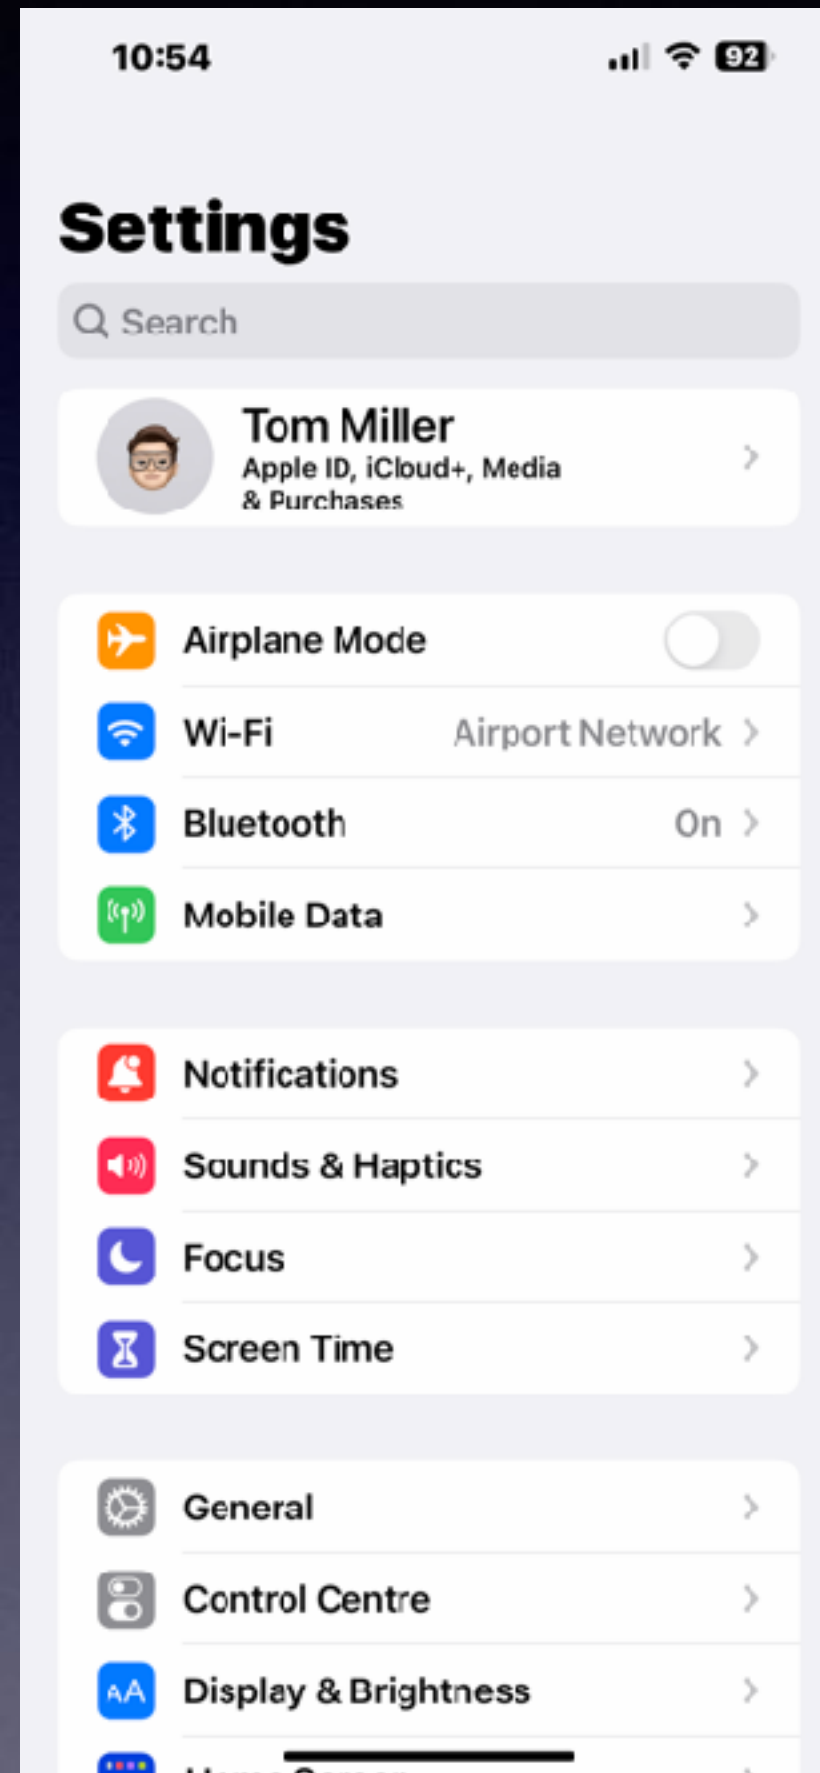 10:54
92
Settings
Search
Tom Miller
Apple ID, iCloud+, Media
& Purchases
Airplane Mode
Wi-Fi Airport Network
Bluetooth On
Mobile Data
Notifications
Sounds & Haptics
Focus
Screen Time
General
Control Centre
AA Display & Brightness